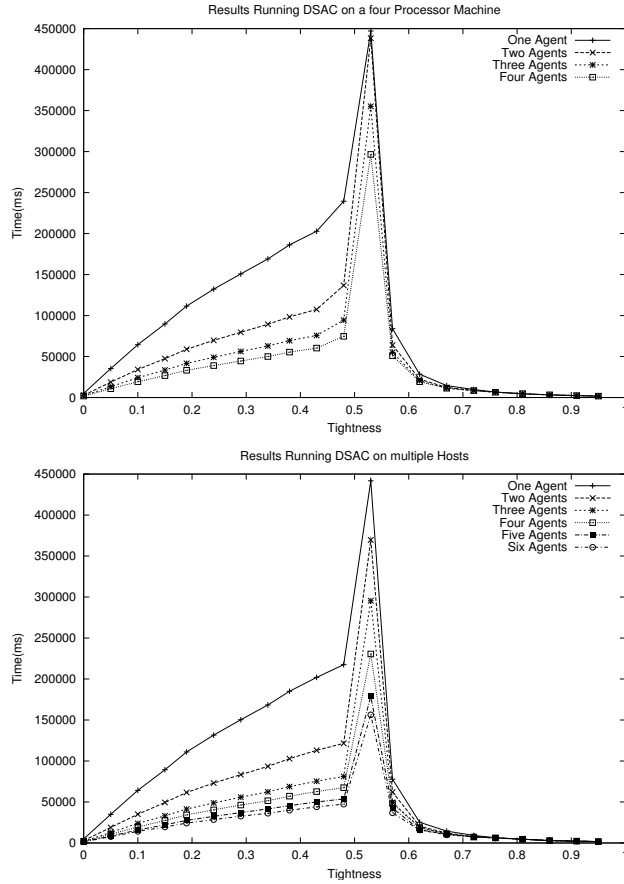 Results Running DSAC on a four Processor Machine
450000
400000
350000
300000
250000
200000
150000
100000
50000
0
Time(ms)
One Agent
Two Agents
Three Agents
Four Agents
0 0.1 0.2 0.3 0.4 0.5 0.6 0.7 0.8 0.9 1
Tightness
Results Running DSAC on multiple Hosts
450000
400000
350000
300000
250000
200000
150000
100000
50000
0
Time(ms)
One Agent
Two Agents
Three Agents
Four Agents
Five Agents
Six Agents
0 0.1 0.2 0.3 0.4 0.5 0.6 0.7 0.8 0.9 1
Tightness